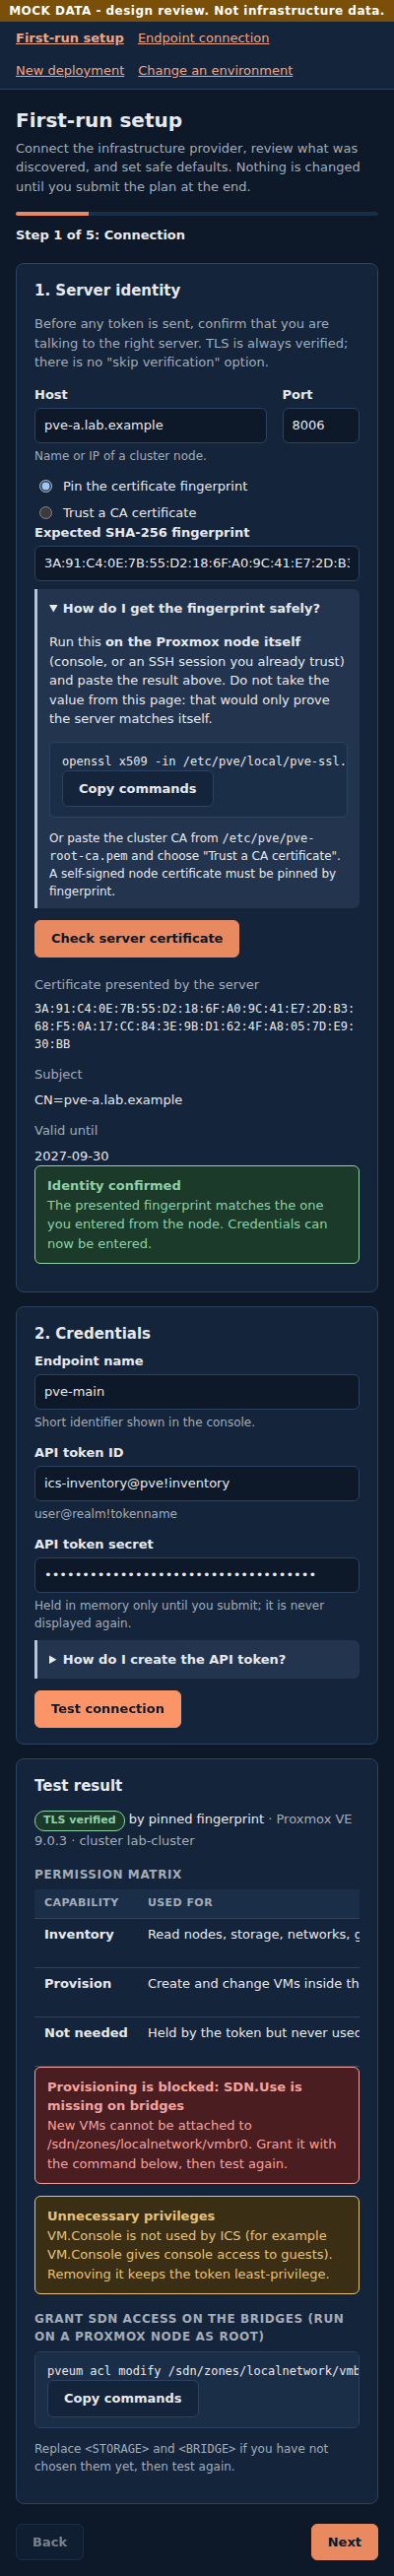 MOCK DATA - design review. Not infrastructure data.
First-run setup Endpoint connection
New deployment Change an environment
First-run setup
Connect the infrastructure provider, review what was
discovered, and set safe defaults. Nothing is changed
until you submit the plan at the end.
Step 1 of 5: Connection
1. Server identity
Before any token is sent, confirm that you are
talking to the right server. TLS is always verified;
there is no "skip verification" option.
Host Port
pve-a.lab.example 8006
Name or IP of a cluster node.
Pin the certificate fingerprint
Trust a CA certificate
Expected SHA-256 fingerprint
3A:91:C4:0E:7B:55:D2:18:6F:A0:9C:41:E7:2D:B3
▼ How do I get the fingerprint safely?
Run this on the Proxmox node itself
(console, or an SSH session you already trust)
and paste the result above. Do not take the
value from this page: that would only prove
the server matches itself.
openssl x509 -in /etc/pve/local/pve-ssl.
Copy commands
Or paste the cluster CA from /etc/pve/pve-
root-ca.pem and choose "Trust a CA certificate".
A self-signed node certificate must be pinned by
fingerprint.
Check server certificate
Certificate presented by the server
3A:91:C4:0E:7B:55:D2:18:6F:A0:9C:41:E7:2D:B3:
68:F5:0A:17:CC:84:3E:9B:D1:62:4F:A8:05:7D:E9:
30:BB
Subject
CN=pve-a.lab.example
Valid until
2027-09-30
Identity confirmed
The presented fingerprint matches the one
you entered from the node. Credentials can
now be entered.
2. Credentials
Endpoint name
pve-main
Short identifier shown in the console.
API token ID
ics-inventory@pve!inventory
user@realm!tokenname
API token secret
••••••••••••••••••••••••••••••••••••
Held in memory only until you submit; it is never
displayed again.
▶ How do I create the API token?
Test connection
Test result
TLS verified by pinned fingerprint · Proxmox VE
9.0.3 · cluster lab-cluster
PERMISSION MATRIX
CAPABILITY USED FOR
Inventory Read nodes, storage, networks, g
Provision Create and change VMs inside th
Not needed Held by the token but never used
Provisioning is blocked: SDN.Use is
missing on bridges
New VMs cannot be attached to
/sdn/zones/localnetwork/vmbr0. Grant it with
the command below, then test again.
Unnecessary privileges
VM.Console is not used by ICS (for example
VM.Console gives console access to guests).
Removing it keeps the token least-privilege.
GRANT SDN ACCESS ON THE BRIDGES (RUN
ON A PROXMOX NODE AS ROOT)
pveum acl modify /sdn/zones/localnetwork/vmb
Copy commands
Replace <STORAGE> and <BRIDGE> if you have not
chosen them yet, then test again.
Back Next